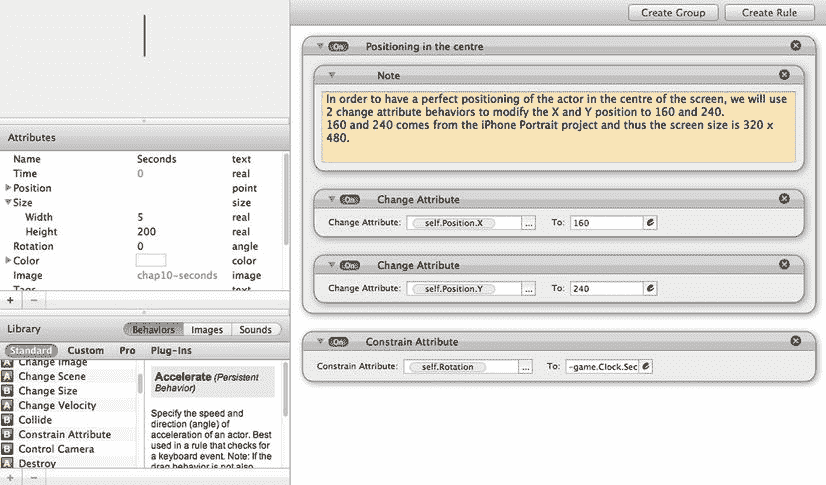 Create Group
Create Rule
On
Positioning in the centre
Note
In order to have a perfect positioning of the actor in the centre of the screen, we will use
2 change attribute behaviors to modify the X and Y position to 160 and 240.
160 and 240 comes from the iPhone Portrait project and thus the screen size is 320 x
480.
On
Change Attribute
Change Attribute: self.Position.X ... To: 160 e
On
Change Attribute
Change Attribute: self.Position.Y ... To: 240 e
On
Constrain Attribute
Constrain Attribute: self.Rotation ... To: -game.Clock.Sec e
Attributes
Name Seconds text
Time 0 real
Position point
Size size
Width 5 real
Height 200 real
Rotation 0 angle
Color color
Image chap10-seconds image
Tags text
+ −
Library
Behaviors Images Sounds
Standard Custom Pro Plug-Ins
A Change Image
A Change Scene
B Change Size
A Change Velocity
B Collide
B Constrain Attribute
B Control Camera
A Destroy
Accelerate (Persistent
Behavior)
Specify the speed and
direction (angle) of
acceleration of an actor. Best
used in a rule that checks for
a keyboard event. Note: If the
drag behavior is not also
+ −